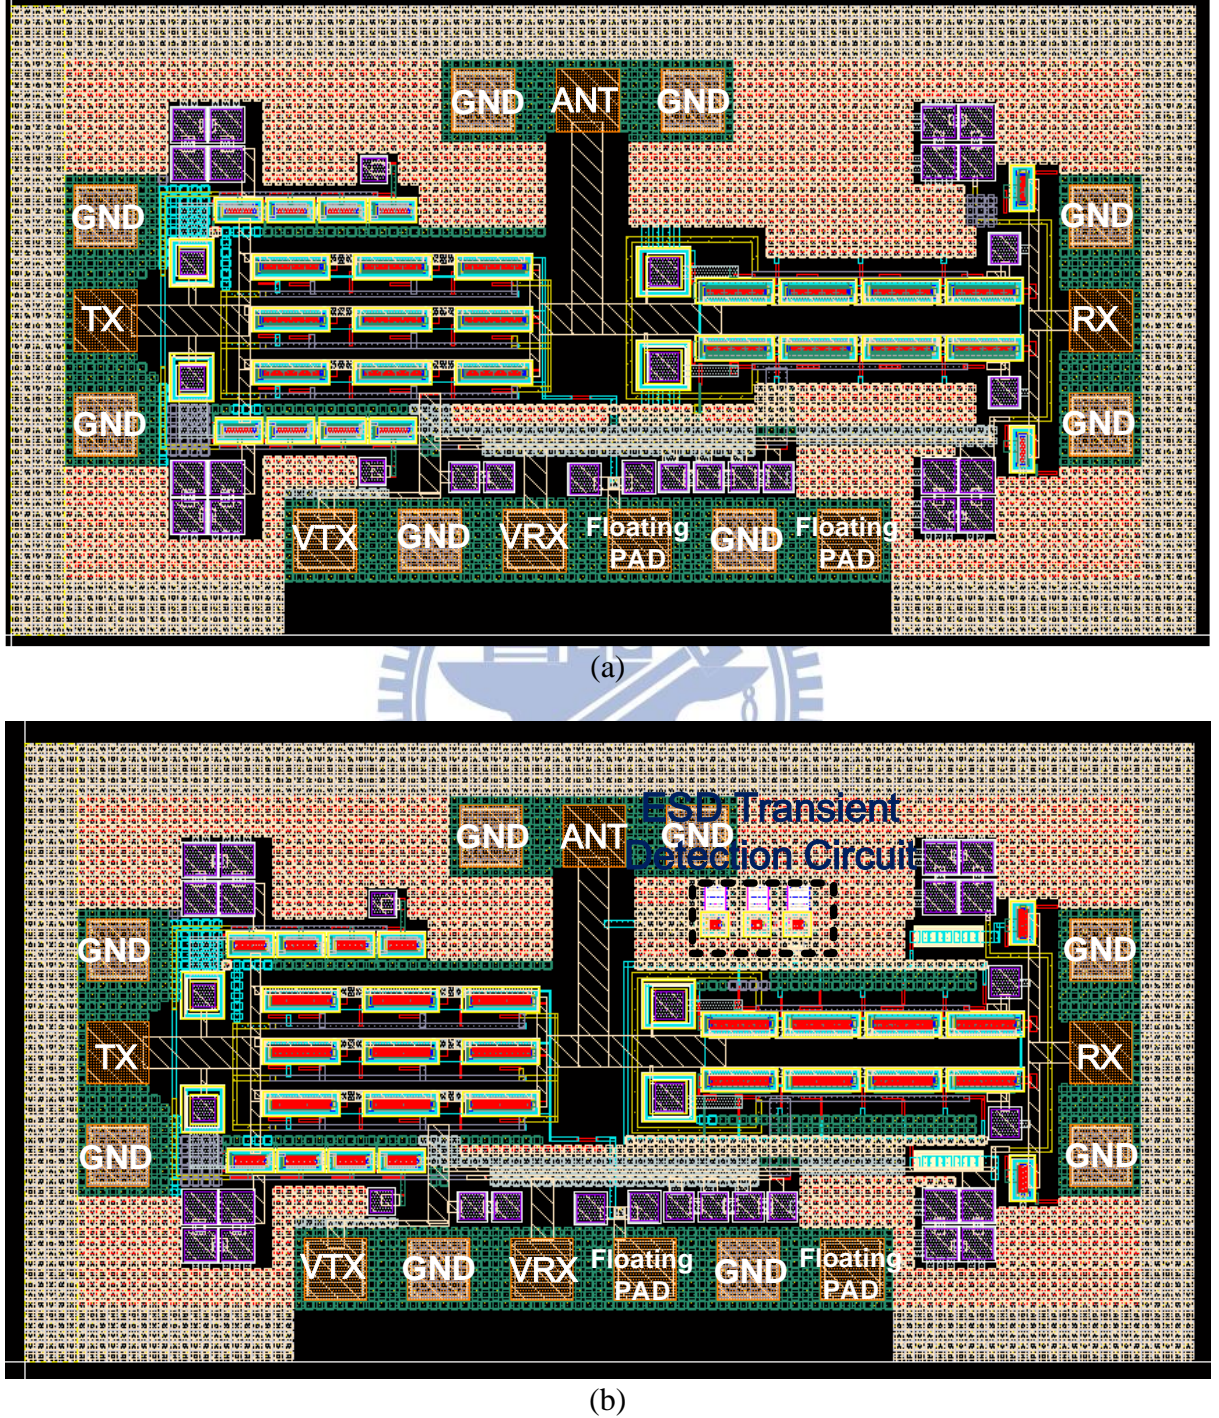 GND ANT GND
GND GND
TX RX
GND GND
VTX GND VRX Floating PAD GND Floating PAD
(a)
ESD Transient
Detection Circuit
GND ANT GND
GND GND
TX RX
GND GND
VTX GND VRX Floating PAD GND Floating PAD
(b)